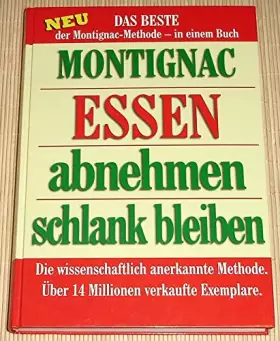 NEU
DAS BESTE
der Montignac-Methode – in einem Buch
MONTIGNAC
ESSEN
abnehmen
schlank bleiben
Die wissenschaftlich anerkannte Methode.
Über 14 Millionen verkaufte Exemplare.